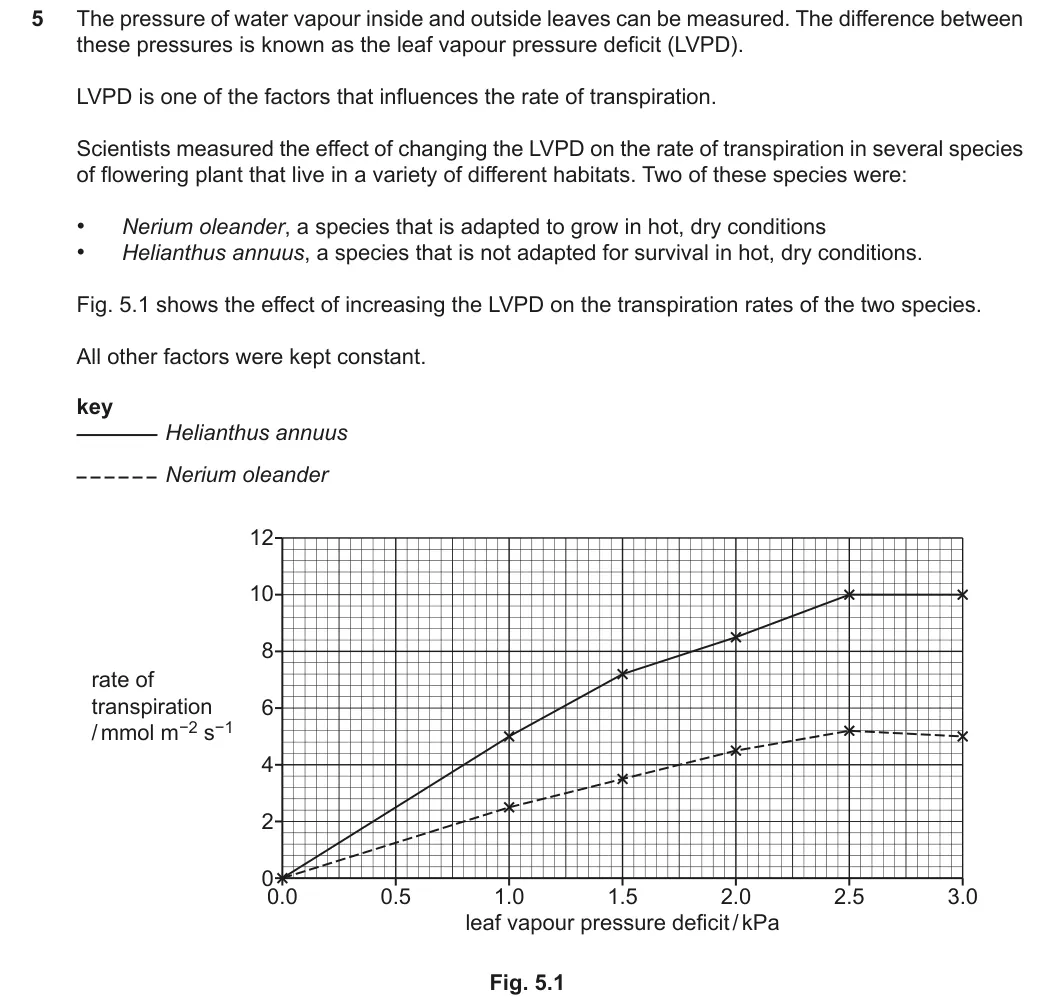 5 The pressure of water vapour inside and outside leaves can be measured. The difference between
these pressures is known as the leaf vapour pressure deficit (LVPD).
LVPD is one of the factors that influences the rate of transpiration.
Scientists measured the effect of changing the LVPD on the rate of transpiration in several species
of flowering plant that live in a variety of different habitats. Two of these species were:
• Nerium oleander, a species that is adapted to grow in hot, dry conditions
• Helianthus annuus, a species that is not adapted for survival in hot, dry conditions.
Fig. 5.1 shows the effect of increasing the LVPD on the transpiration rates of the two species.
All other factors were kept constant.
key
Helianthus annuus
Nerium oleander
12
10
8
rate of
transpiration
/ mmol m⁻² s⁻¹
6
4
2
0
0.0 0.5 1.0 1.5 2.0 2.5 3.0
leaf vapour pressure deficit / kPa
Fig. 5.1